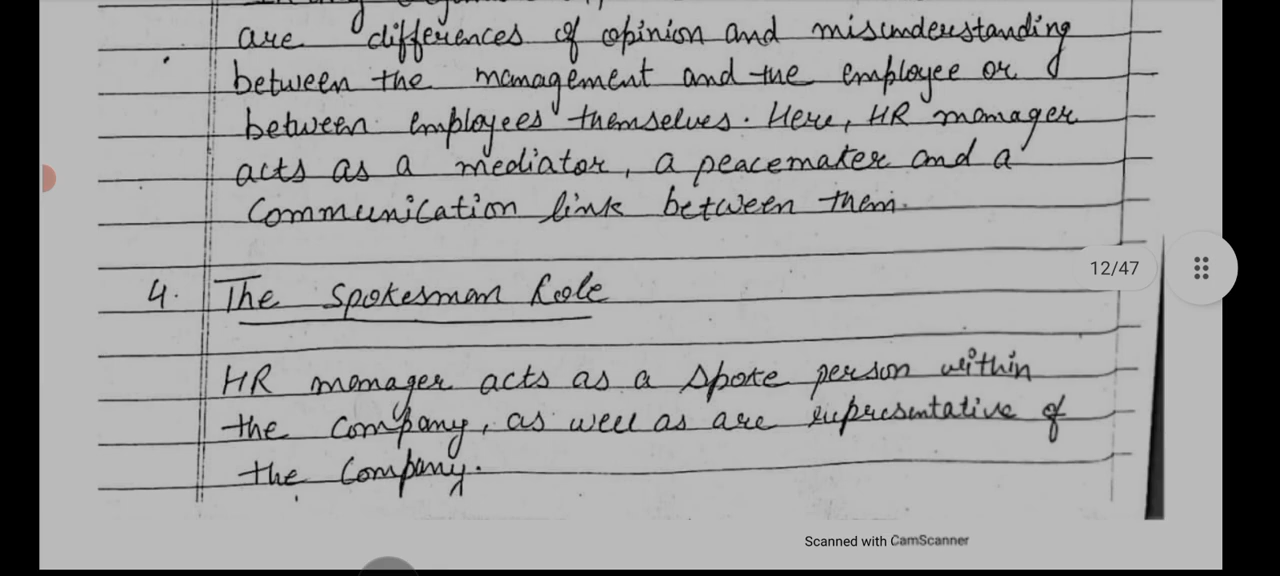 are differences of opinion and misunderstanding
between the management and the employee or
between employees themselves. Here, HR manager
acts as a mediator, a peacemaker and a
Communication link between them.
12/47
4. The Spokesman Role
HR manager acts as a spoke person within
the Company, as well as are representative of
the Company.
Scanned with CamScanner